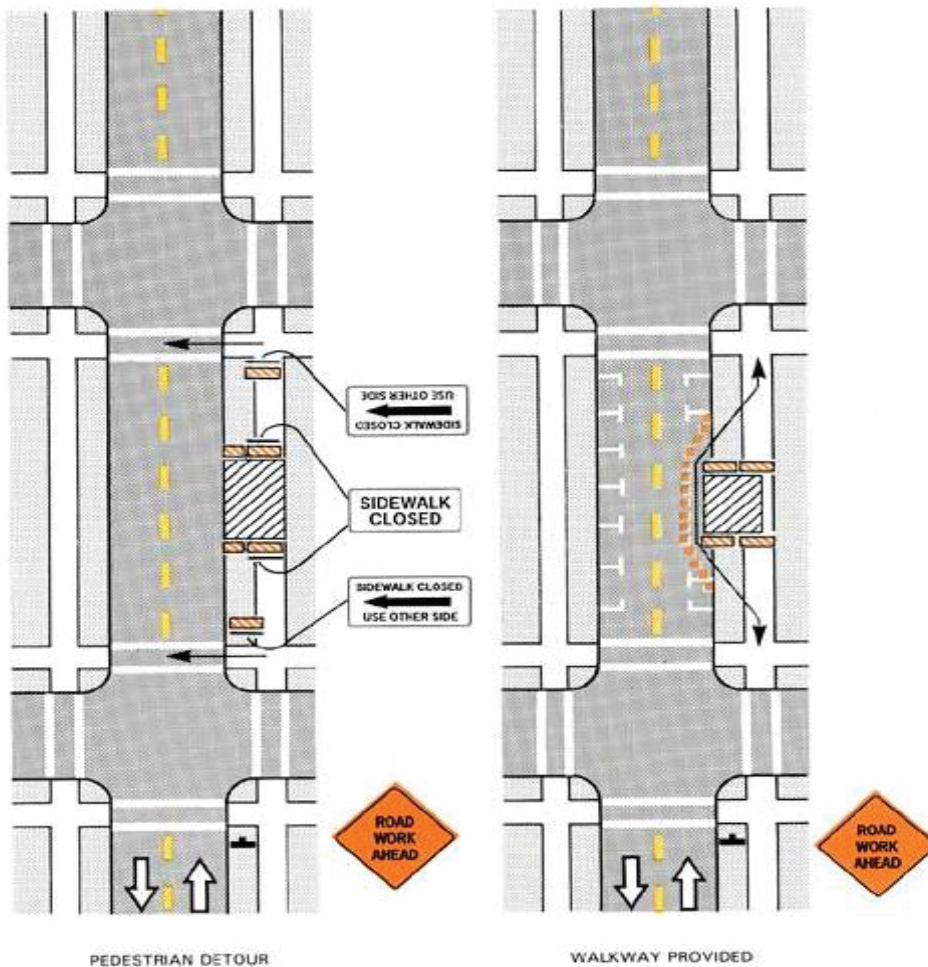 SIDEWALK CLOSED
USE OTHER SIDE
SIDEWALK
CLOSED
SIDEWALK CLOSED
USE OTHER SIDE
ROAD
WORK
AHEAD
ROAD
WORK
AHEAD
PEDESTRIAN DETOUR
WALKWAY PROVIDED